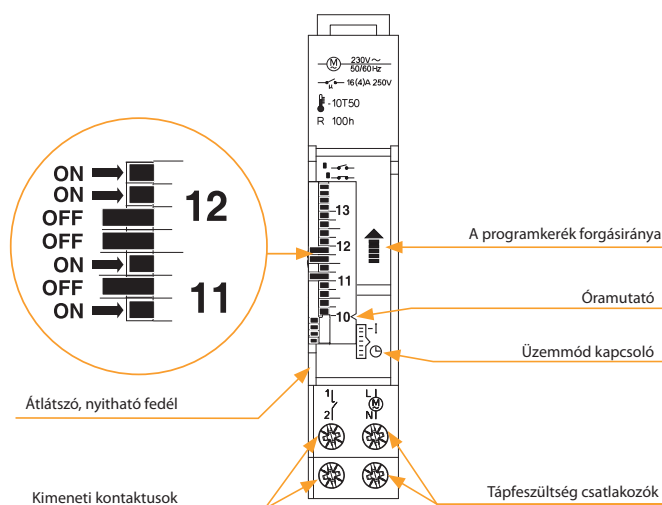 230V~
50/60Hz
M
μ 16(4)A 250V
-10T50
R 100h
ON
ON
12
OFF
OFF
ON
OFF
11
ON
13
12
11
10
-I
A programkerék forgásiránya
Óramutató
Üzemmód kapcsoló
Átlátszó, nyitható fedél
1
L
M
2
N
Kimeneti kontaktusok
Tápfeszültség csatlakozók